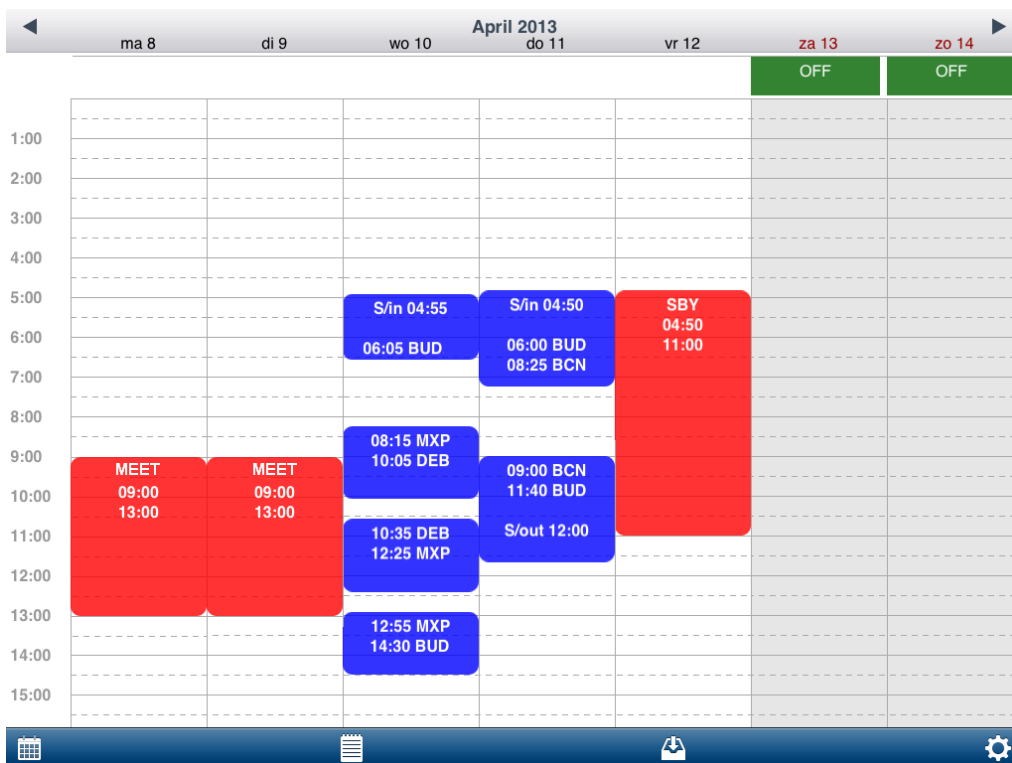 April 2013
ma 8
di 9
wo 10
do 11
vr 12
za 13
zo 14
OFF
OFF
1:00
2:00
3:00
4:00
5:00
6:00
7:00
8:00
9:00
10:00
11:00
12:00
13:00
14:00
15:00
MEET
09:00
13:00
MEET
09:00
13:00
S/in 04:55
06:05 BUD
08:15 MXP
10:05 DEB
10:35 DEB
12:25 MXP
12:55 MXP
14:30 BUD
S/in 04:50
06:00 BUD
08:25 BCN
09:00 BCN
11:40 BUD
S/out 12:00
SBY
04:50
11:00